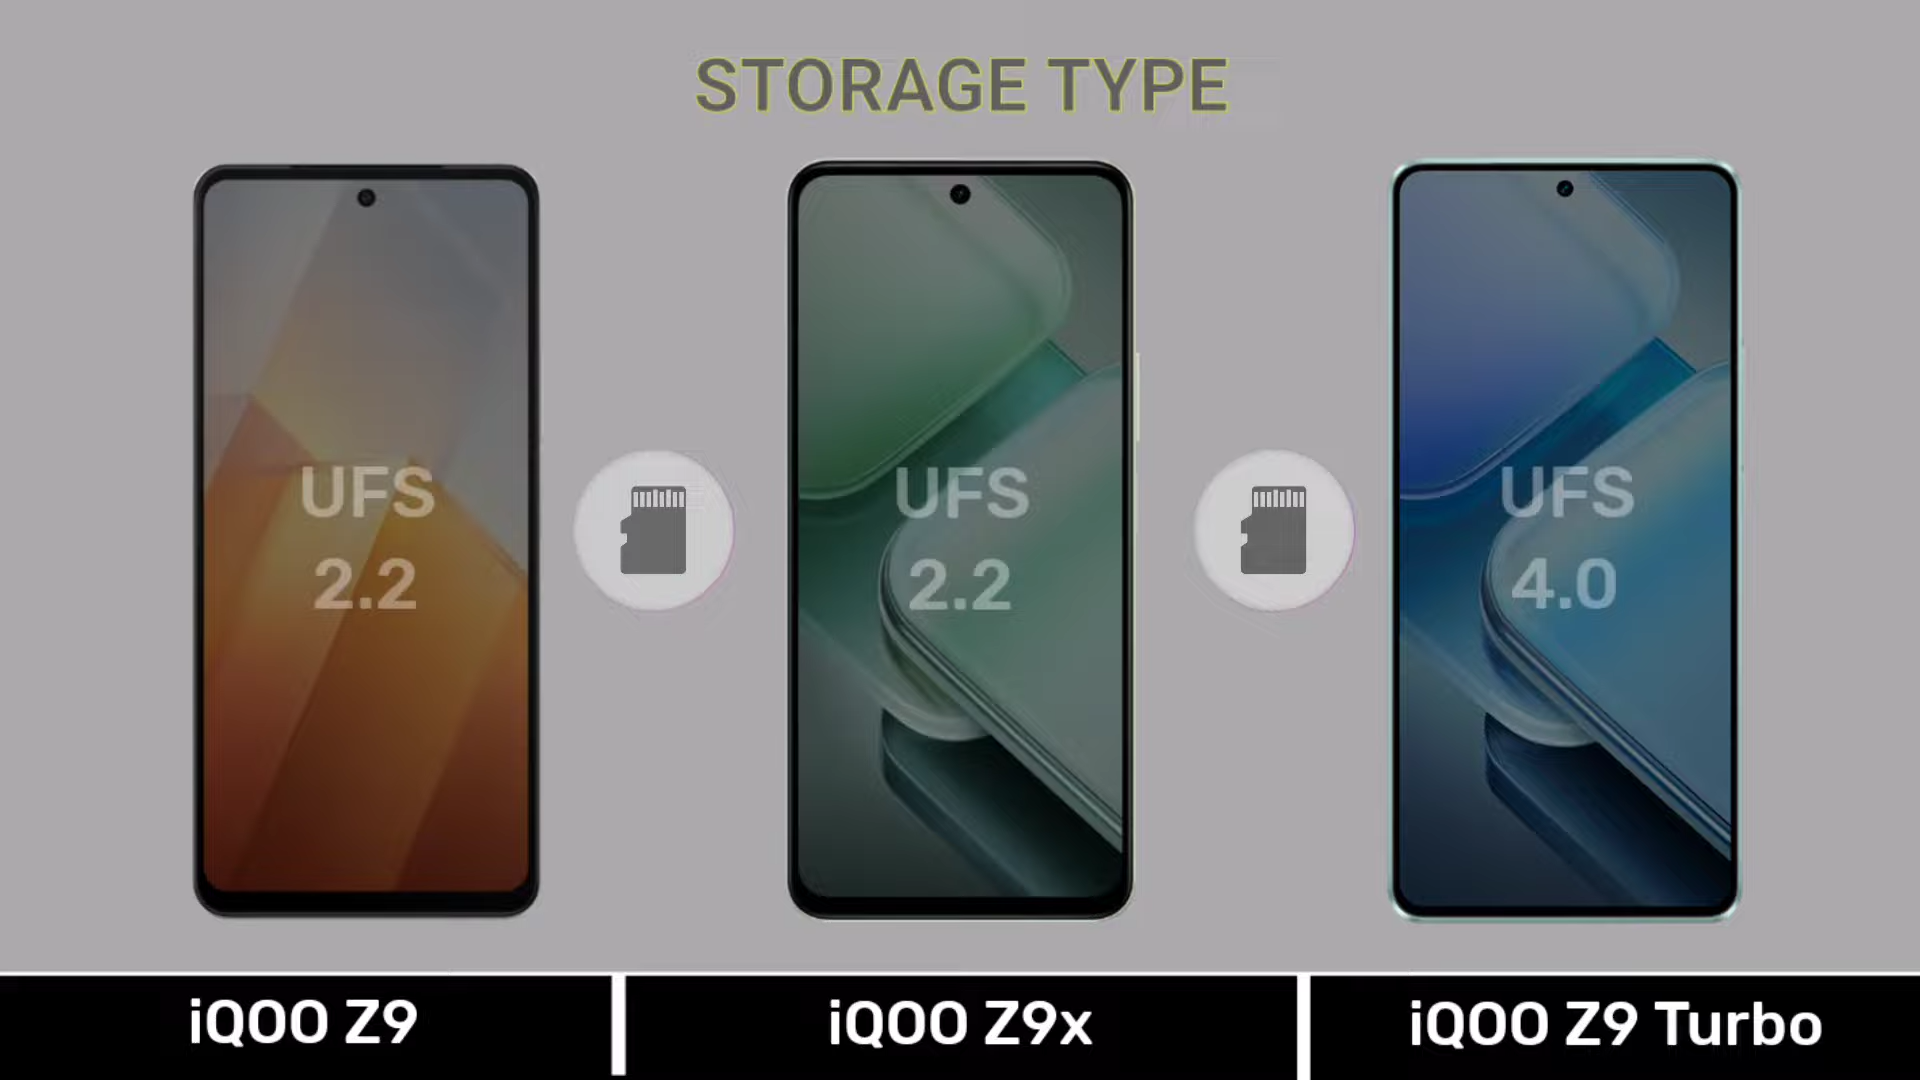 STORAGE TYPE
UFS
2.2
UFS
2.2
UFS
4.0
iQOO Z9
iQOO Z9x
iQOO Z9 Turbo